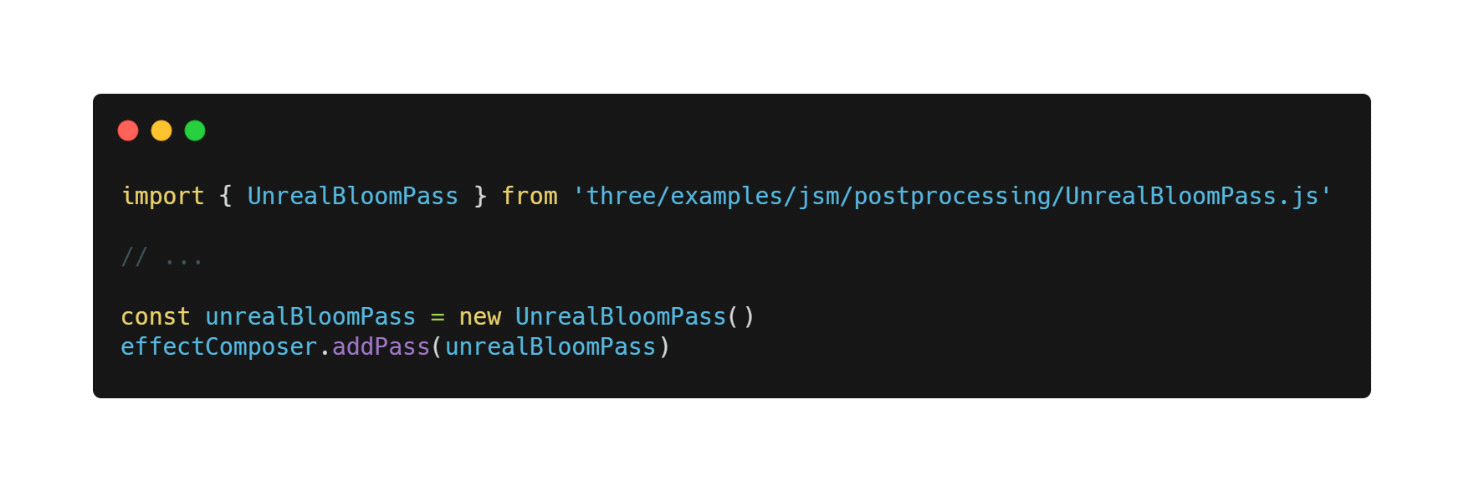 import { UnrealBloomPass } from 'three/examples/jsm/postprocessing/UnrealBloomPass.js'
// ...
const unrealBloomPass = new UnrealBloomPass()
effectComposer.addPass(unrealBloomPass)